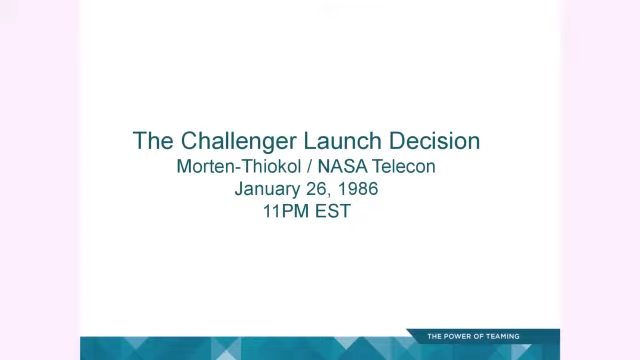 The Challenger Launch Decision
Morten-Thiokol / NASA Telecon
January 26, 1986
11PM EST
THE POWER OF TEAMING